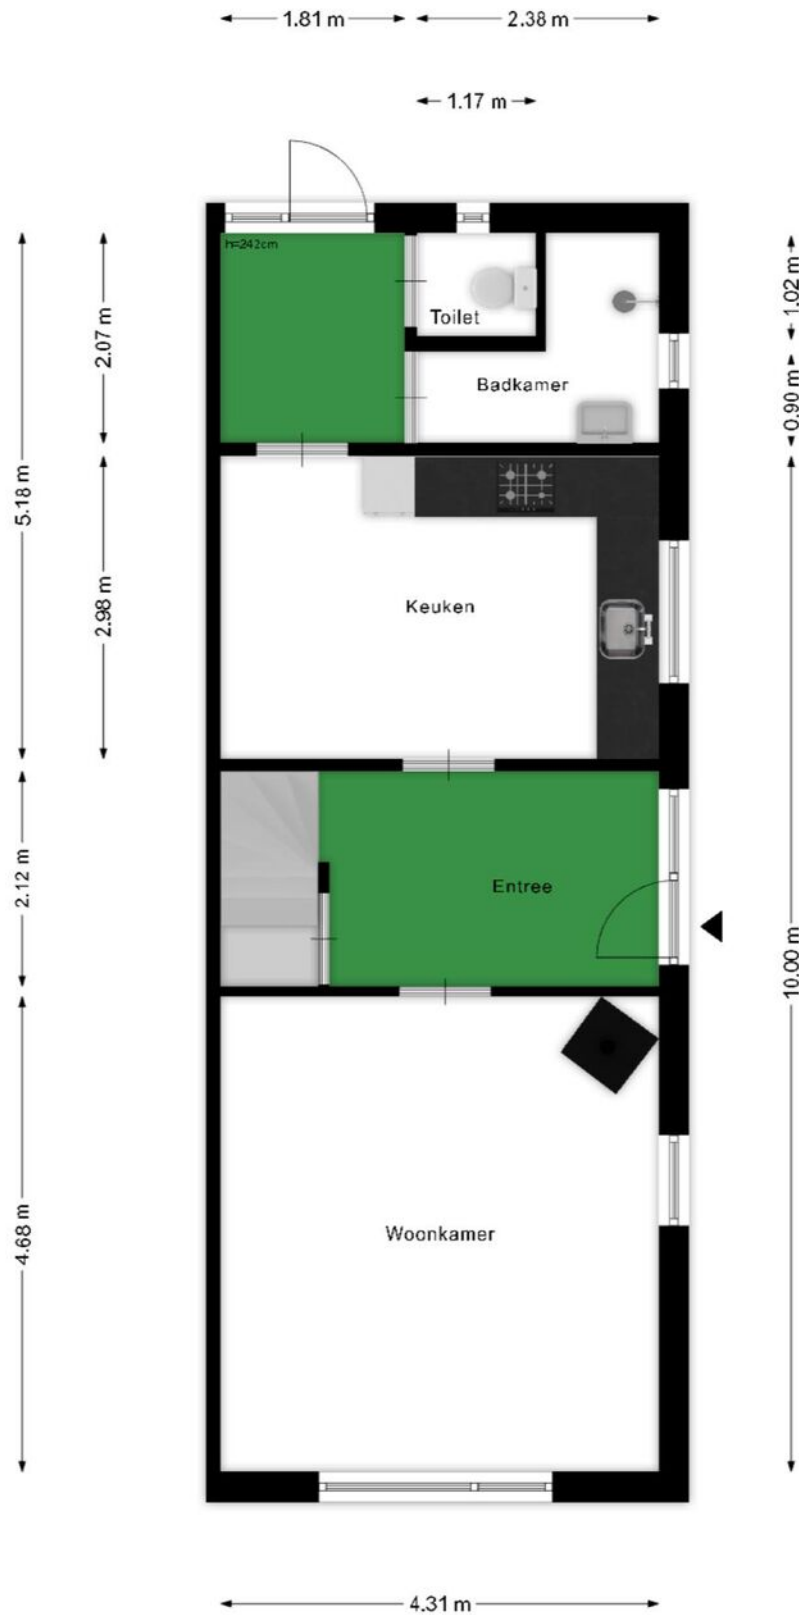 1.81 m
2.38 m
1.17 m
h=242cm
Toilet
Badkamer
Keuken
Entree
Woonkamer
5.18 m
2.07 m
2.98 m
2.12 m
4.68 m
1.02 m
0.90 m
10.00 m
4.31 m